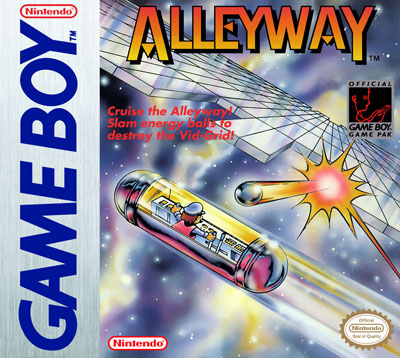 Nintendo
GAME BOY
TM
ALLEYWAY
TM
Cruise the Alleyway!
Slam energy balls to
destroy the Vid-Grid!
OFFICIAL
Nintendo
GAME BOY
GAME PAK
Nintendo
Official
Nintendo
Seal of Quality